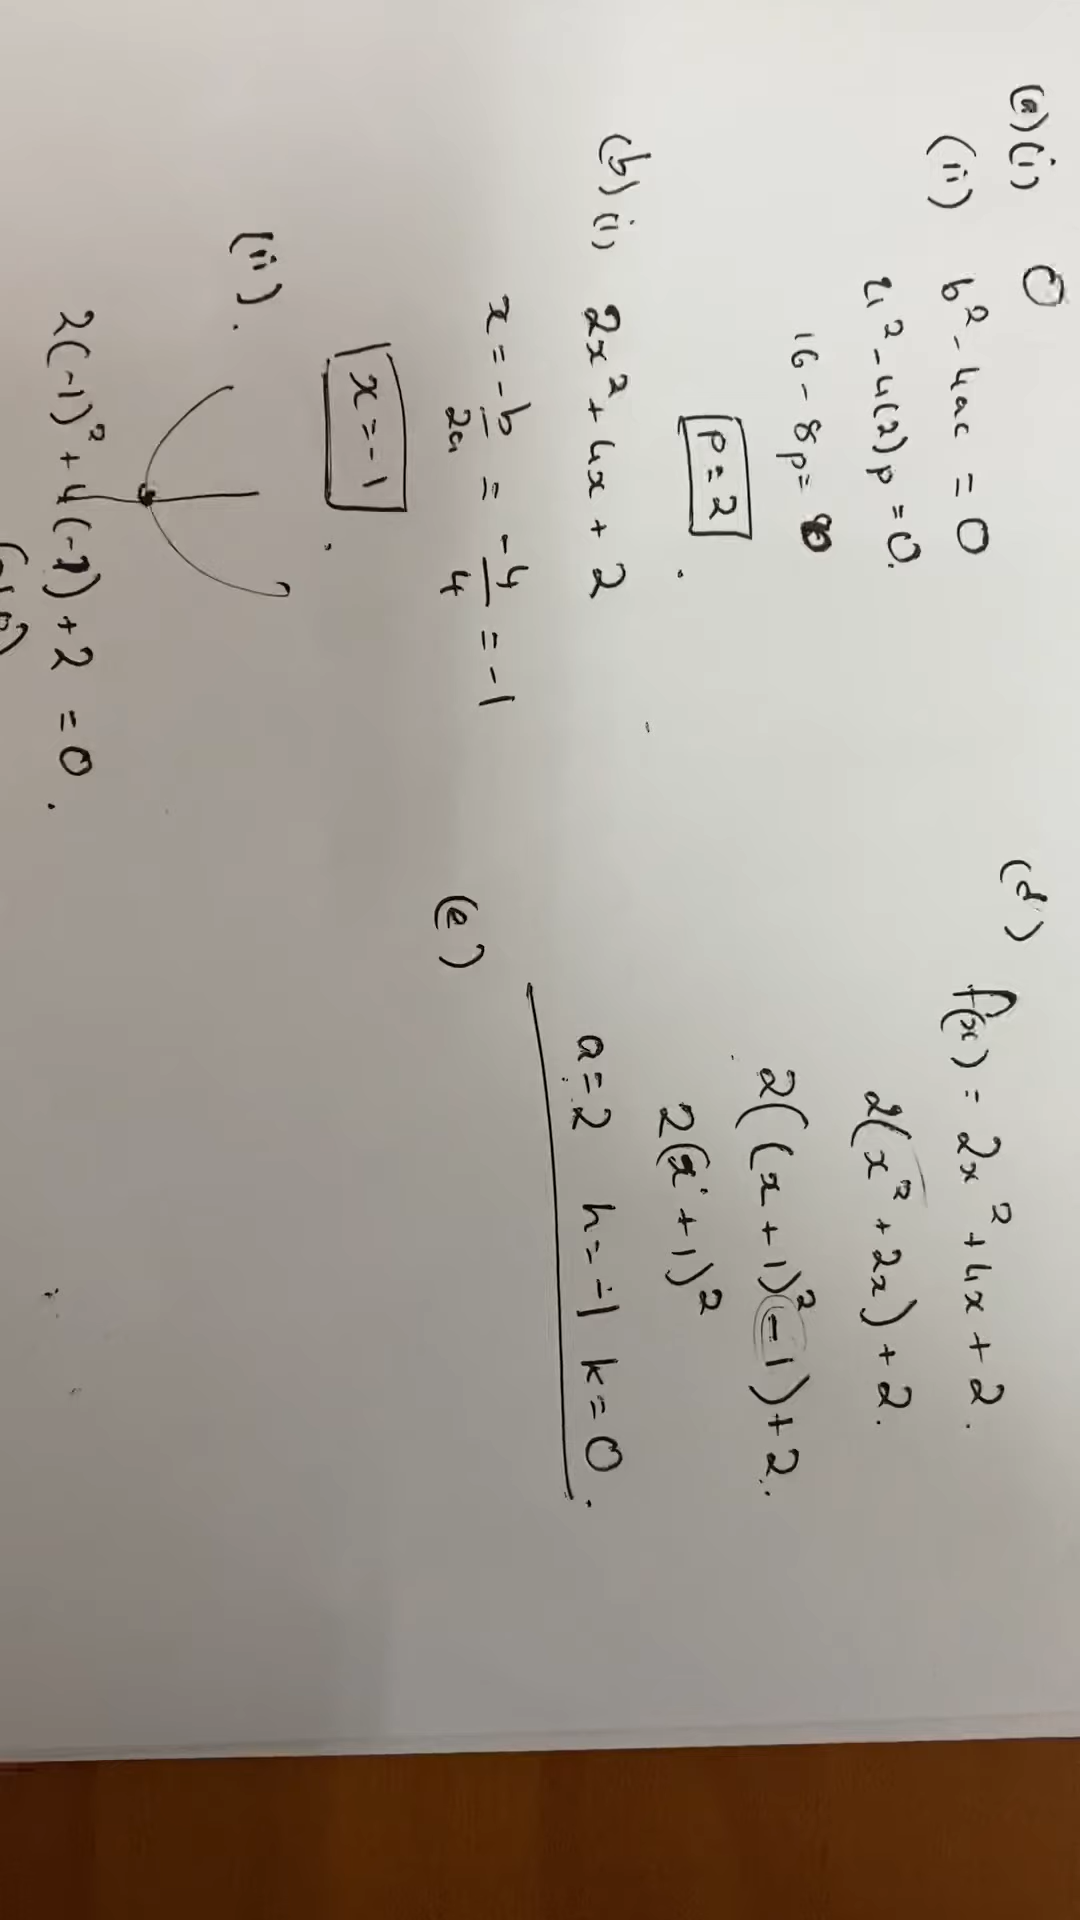 (a) (i) 0
(ii) b² - 4ac = 0
4² - 4(2)p = 0.
16 - 8p = 0
p = 2
(b) (i) 2x² + 4x + 2
x = -b/2a = -4/4 = -1
x = -1
(ii).
2(-1)² + 4(-1) + 2 = 0.
(d) f(x) = 2x² + 4x + 2.
2(x² + 2x) + 2.
2((x + 1)² - 1) + 2.
2(x + 1)²
a = 2 h = -1 k = 0.
(e)